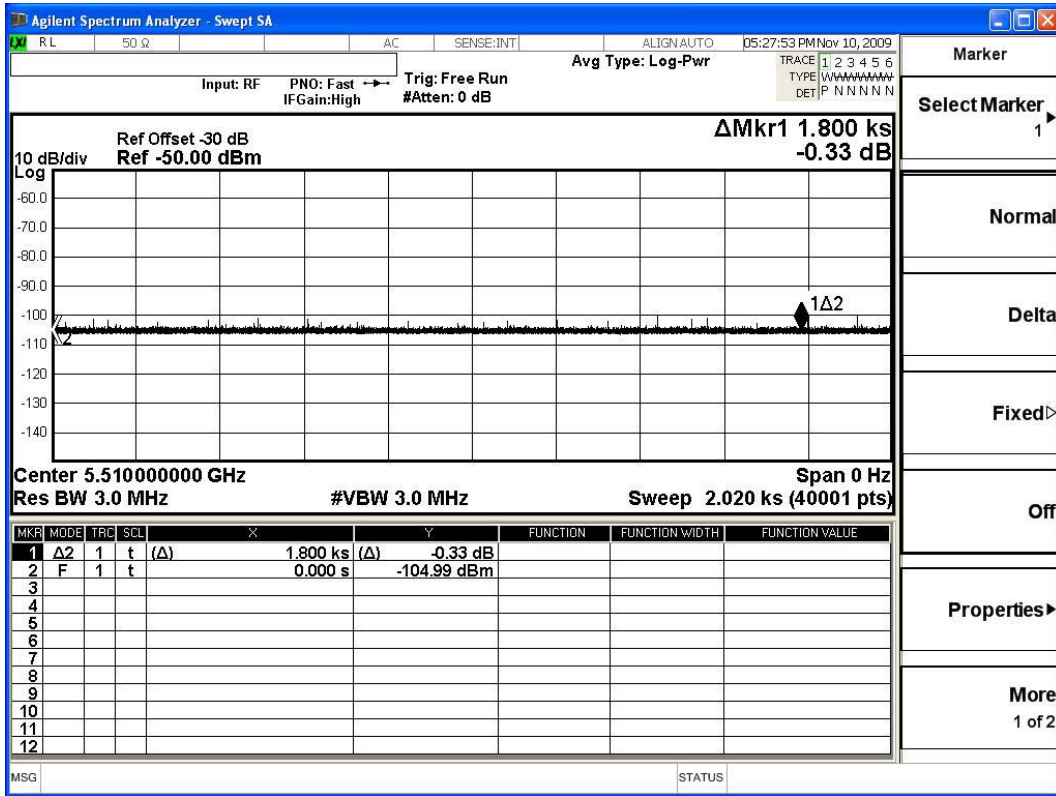 Agilent Spectrum Analyzer - Swept SA
LXI RL 50 Ω AC SENSE:INT ALIGN AUTO 05:27:53 PM Nov 10, 2009
Input: RF PNO: Fast Trig: Free Run Avg Type: Log-Pwr TRACE 1 2 3 4 5 6
IFGain:High #Atten: 0 dB TYPE WWWWWW
DET P N N N N N
ΔMkr1 1.800 ks
-0.33 dB
Ref Offset -30 dB
10 dB/div Ref -50.00 dBm
Log
-60.0
-70.0
-80.0
-90.0
-100
1Δ2
2
-110
-120
-130
-140
Center 5.510000000 GHz Span 0 Hz
Res BW 3.0 MHz #VBW 3.0 MHz Sweep 2.020 ks (40001 pts)
MKR MODE TRC SCL X Y FUNCTION FUNCTION WIDTH FUNCTION VALUE
1 Δ2 1 t (Δ) 1.800 ks (Δ) -0.33 dB
2 F 1 t 0.000 s -104.99 dBm
3
4
5
6
7
8
9
10
11
12
MSG STATUS
Marker
Select Marker
1
Normal
Delta
Fixed
Off
Properties
More
1 of 2